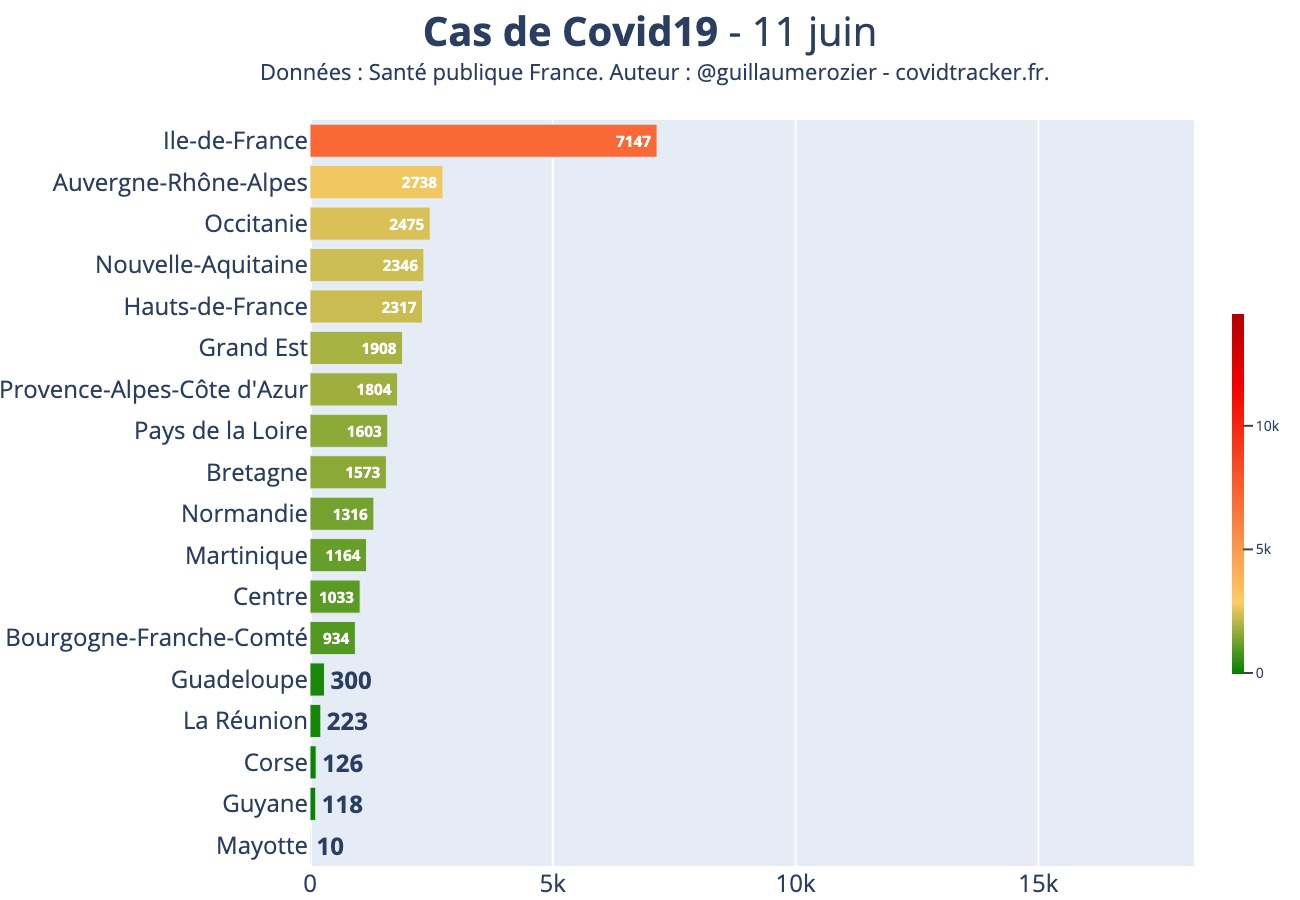 Cas de Covid19 - 11 juin
Données : Santé publique France. Auteur : @guillaumerozier - covidtracker.fr.
Ile-de-France 7147
Auvergne-Rhône-Alpes 2738
Occitanie 2475
Nouvelle-Aquitaine 2346
Hauts-de-France 2317
Grand Est 1908
Provence-Alpes-Côte d'Azur 1804
Pays de la Loire 1603
Bretagne 1573
Normandie 1316
Martinique 1164
Centre 1033
Bourgogne-Franche-Comté 934
Guadeloupe 300
La Réunion 223
Corse 126
Guyane 118
Mayotte 10
0 5k 10k 15k
10k
5k
0